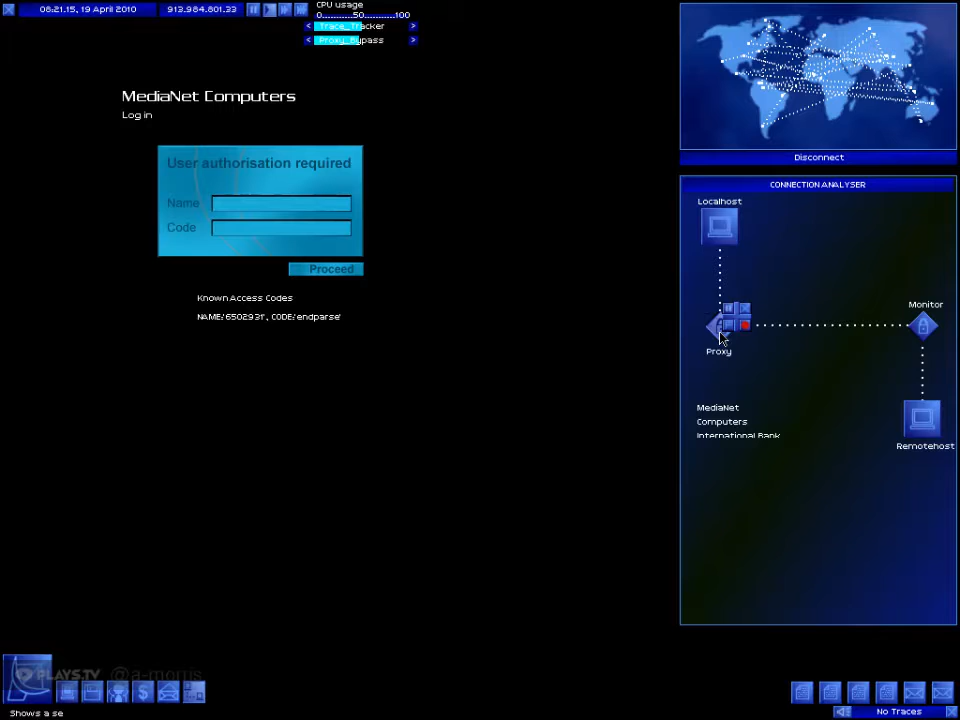 08:21.15, 19 April 2010
913.984.801.33
CPU usage
0..........50..........100
Trace_Tracker
Proxy_Bypass
MediaNet Computers
Log in
User authorisation required
Name
Code
Proceed
Known Access Codes
NAME/
CODE/endparse'
Disconnect
CONNECTION ANALYSER
Localhost
Monitor
Proxy
MediaNet
Computers
International Bank
Remotehost
PLAYS.TV @a-morris
Shows a se
No Traces